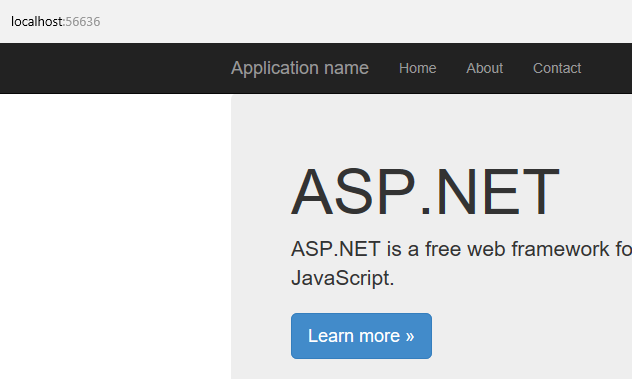 localhost:56636
Application name Home About Contact
ASP.NET
ASP.NET is a free web framework fo
JavaScript.
Learn more »